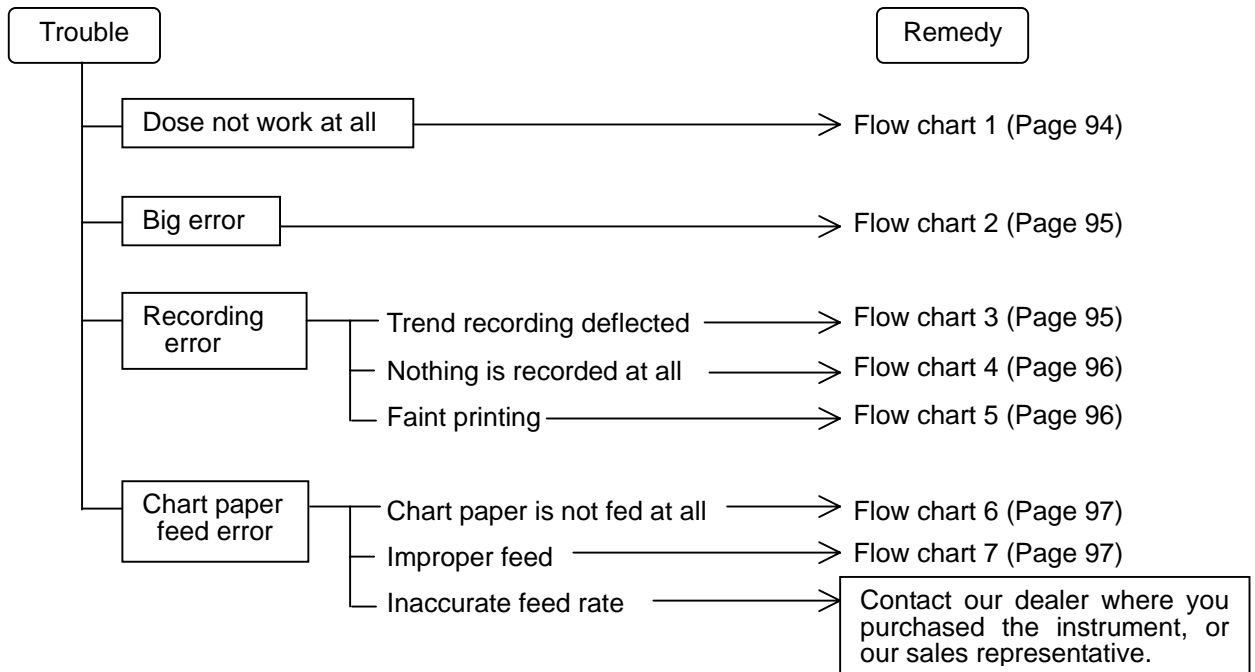 Trouble
Remedy
Dose not work at all
Flow chart 1 (Page 94)
Big error
Flow chart 2 (Page 95)
Recording
error
Trend recording deflected
Flow chart 3 (Page 95)
Nothing is recorded at all
Flow chart 4 (Page 96)
Faint printing
Flow chart 5 (Page 96)
Chart paper
feed error
Chart paper is not fed at all
Flow chart 6 (Page 97)
Improper feed
Flow chart 7 (Page 97)
Inaccurate feed rate
Contact our dealer where you
purchased the instrument, or
our sales representative.